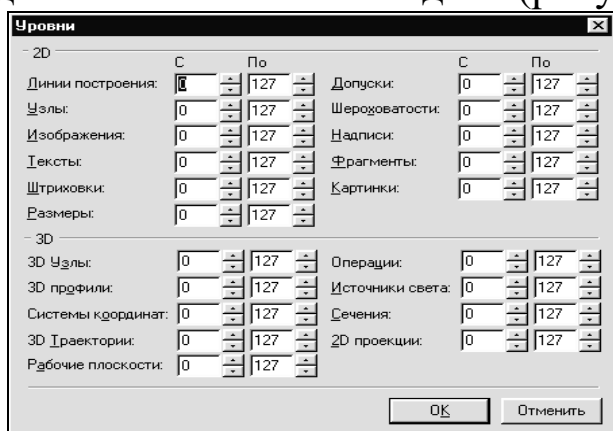 Уровни
2D
С По С По
Линии построения: 0 127 Допуски: 0 127
Узлы: 0 127 Шероховатости: 0 127
Изображения: 0 127 Надписи: 0 127
Тексты: 0 127 Фрагменты: 0 127
Штриховки: 0 127 Картинки: 0 127
Размеры: 0 127
3D
3D Узлы: 0 127 Операции: 0 127
3D профили: 0 127 Источники света: 0 127
Системы координат: 0 127 Сечения: 0 127
3D Траектории: 0 127 2D проекции: 0 127
Рабочие плоскости: 0 127
OK Отменить